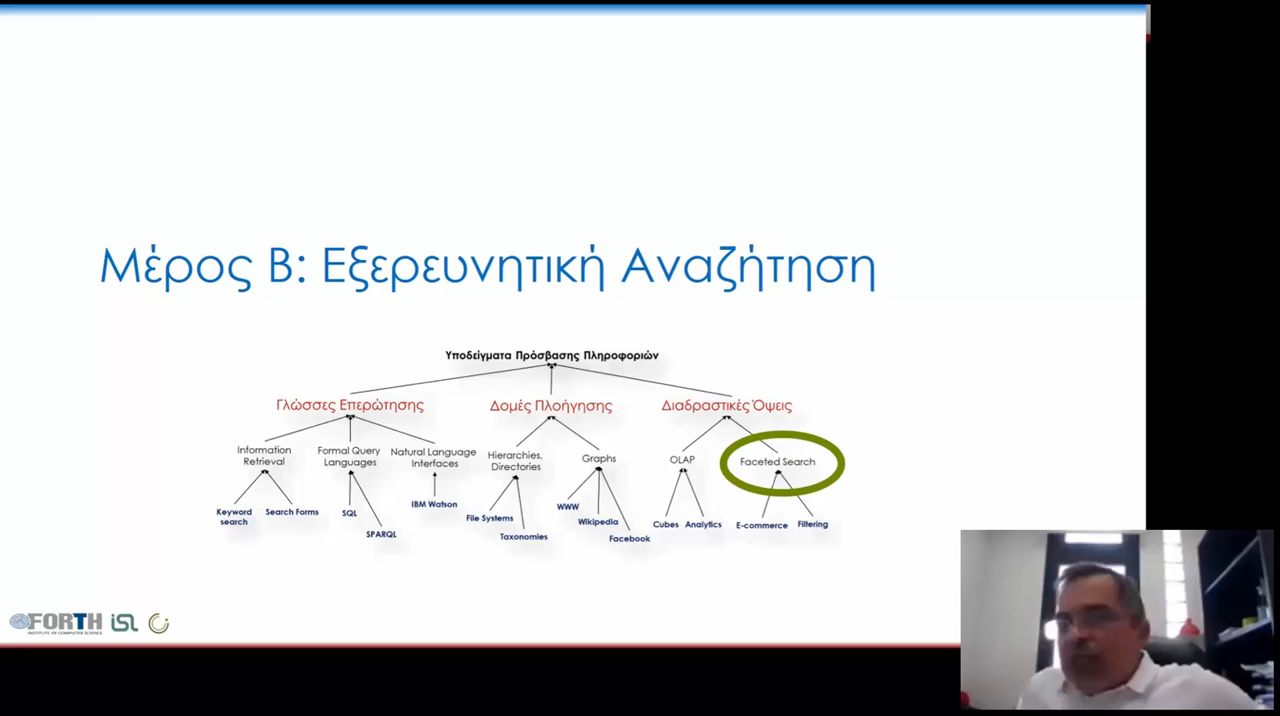 Μέρος Β: Εξερευνητική Αναζήτηση
Υποδείγματα Πρόσβασης Πληροφοριών
Γλώσσες Επερώτησης
Δομές Πλοήγησης
Διαδραστικές Όψεις
Information
Retrieval
Formal Query
Languages
Natural Language
Interfaces
Hierarchies,
Directories
Graphs
OLAP
Faceted Search
Keyword
search
Search Forms
SQL
SPARQL
IBM Watson
File Systems
Taxonomies
WWW
Wikipedia
Facebook
Cubes
Analytics
E-commerce
Filtering
FORTH
INSTITUTE OF COMPUTER SCIENCE
isl